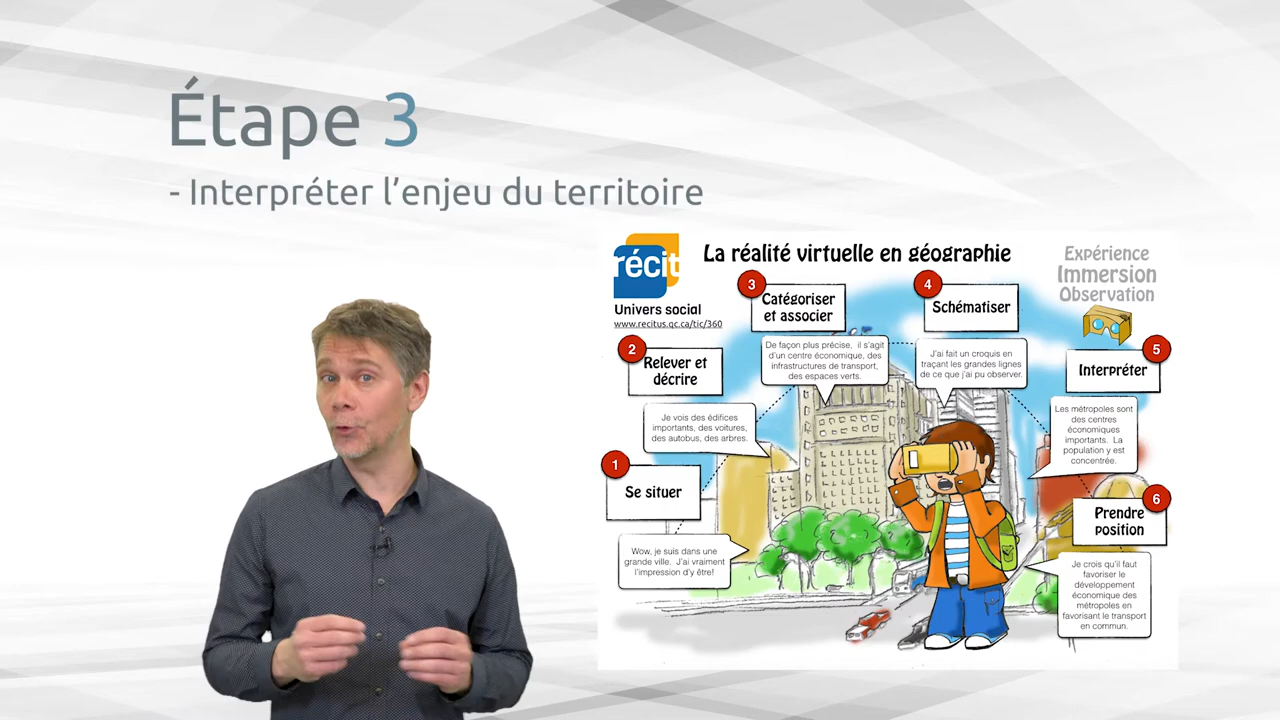 Étape 3
- Interpréter l’enjeu du territoire
récit
Univers social
www.recitus.qc.ca/tic/360
La réalité virtuelle en géographie
Expérience
Immersion
Observation
1
Se situer
Wow, je suis dans une
grande ville. J'ai vraiment
l'impression d'y être!
2
Relever et
décrire
Je vois des édifices
importants, des voitures,
des autobus, des arbres.
3
Catégoriser
et associer
De façon plus précise, il s'agit
d'un centre économique, des
infrastructures de transport,
des espaces verts.
4
Schématiser
J'ai fait un croquis en
traçant les grandes lignes
de ce que j'ai pu observer.
5
Interpréter
Les métropoles sont
des centres
économiques
importants. La
population y est
concentrée.
6
Prendre
position
Je crois qu'il faut
favoriser le
développement
économique des
métropoles en
favorisant le transport
en commun.